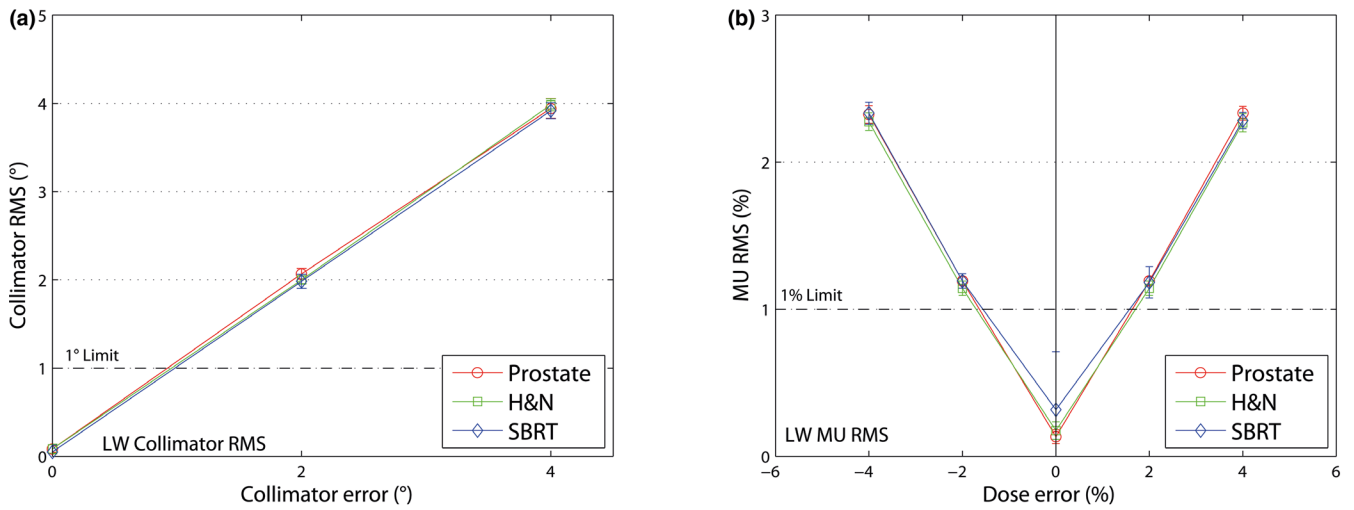 (a)
5
4
3
2
1
0
Collimator RMS (°)
1° Limit
LW Collimator RMS
Prostate
H&N
SBRT
0
2
4
Collimator error (°)
(b)
3
2
1
0
MU RMS (%)
1% Limit
LW MU RMS
Prostate
H&N
SBRT
−6
−4
−2
0
2
4
6
Dose error (%)